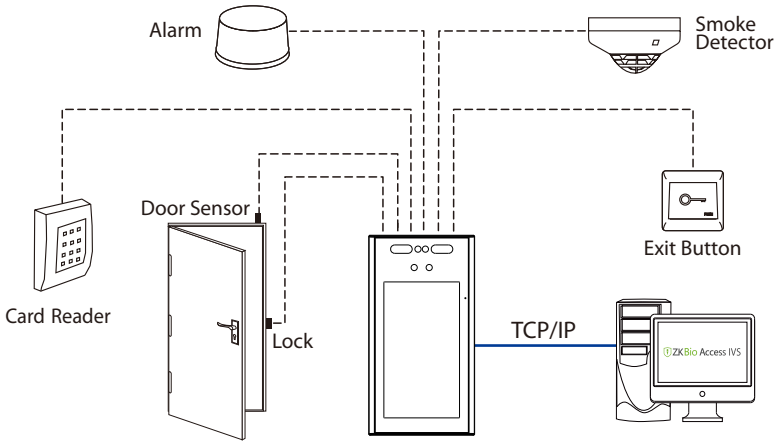 Alarm
Smoke
Detector
Door Sensor
Exit Button
Card Reader
Lock
TCP/IP
ZKBio Access IVS